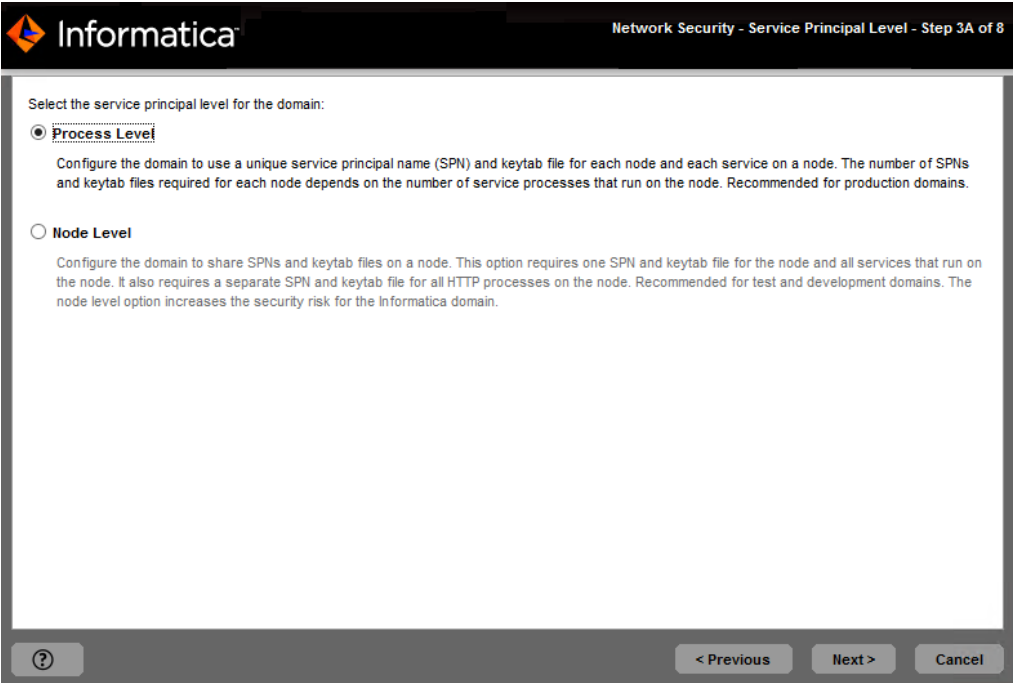 Informatica
Network Security - Service Principal Level - Step 3A of 8
Select the service principal level for the domain:
Process Level
Configure the domain to use a unique service principal name (SPN) and keytab file for each node and each service on a node. The number of SPNs
and keytab files required for each node depends on the number of service processes that run on the node. Recommended for production domains.
Node Level
Configure the domain to share SPNs and keytab files on a node. This option requires one SPN and keytab file for the node and all services that run on
the node. It also requires a separate SPN and keytab file for all HTTP processes on the node. Recommended for test and development domains. The
node level option increases the security risk for the Informatica domain.
?
< Previous
Next >
Cancel